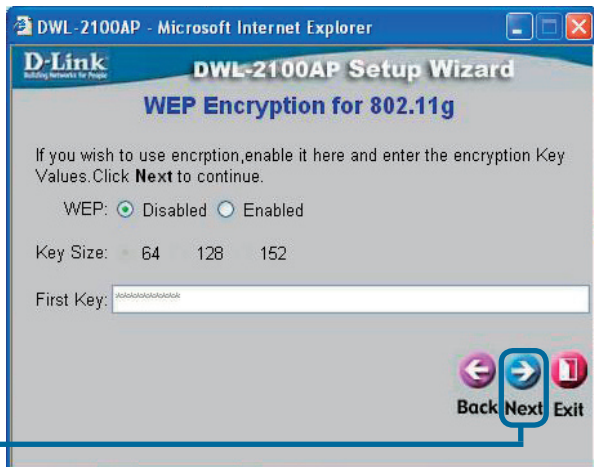 DWL-2100AP - Microsoft Internet Explorer
D-Link
Building Networks for People
DWL-2100AP Setup Wizard
WEP Encryption for 802.11g
If you wish to use encrption,enable it here and enter the encryption Key
Values.Click Next to continue.
WEP: Disabled Enabled
Key Size: 64 128 152
First Key: *************
Back Next Exit